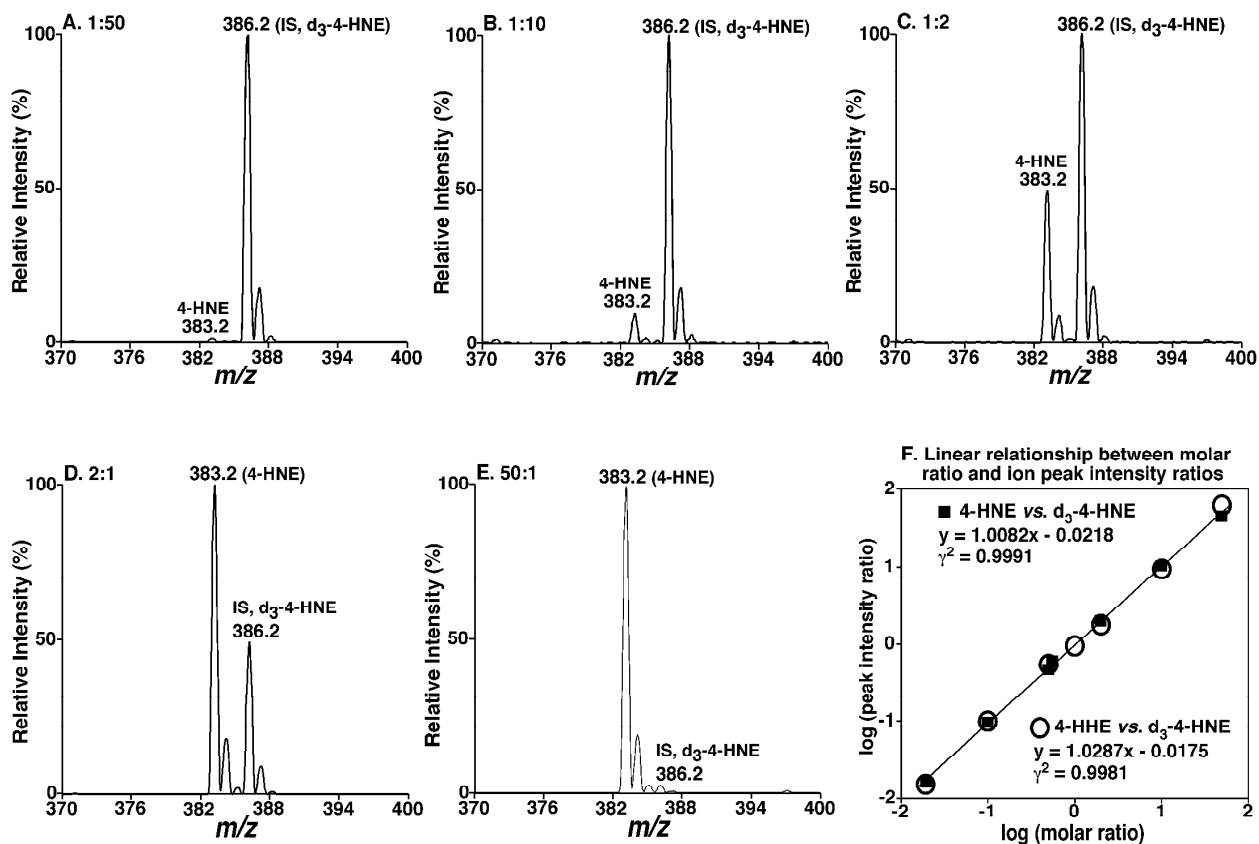 A. 1:50
386.2 (IS, d3-4-HNE)
Relative Intensity (%)
100
50
0
4-HNE
383.2
370 376 382 388 394 400
m/z
B. 1:10
386.2 (IS, d3-4-HNE)
Relative Intensity (%)
100
50
0
4-HNE
383.2
370 376 382 388 394 400
m/z
C. 1:2
386.2 (IS, d3-4-HNE)
Relative Intensity (%)
100
50
0
4-HNE
383.2
370 376 382 388 394 400
m/z
D. 2:1
383.2 (4-HNE)
Relative Intensity (%)
100
50
0
IS, d3-4-HNE
386.2
370 376 382 388 394 400
m/z
E. 50:1
383.2 (4-HNE)
Relative Intensity (%)
100
50
0
IS, d3-4-HNE
386.2
370 376 382 388 394 400
m/z
F. Linear relationship between molar
ratio and ion peak intensity ratios
log (peak intensity ratio)
2
1
0
-1
-2
4-HNE vs. d3-4-HNE
y = 1.0082x - 0.0218
γ2 = 0.9991
4-HHE vs. d3-4-HNE
y = 1.0287x - 0.0175
γ2 = 0.9981
-2 -1 0 1 2
log (molar ratio)